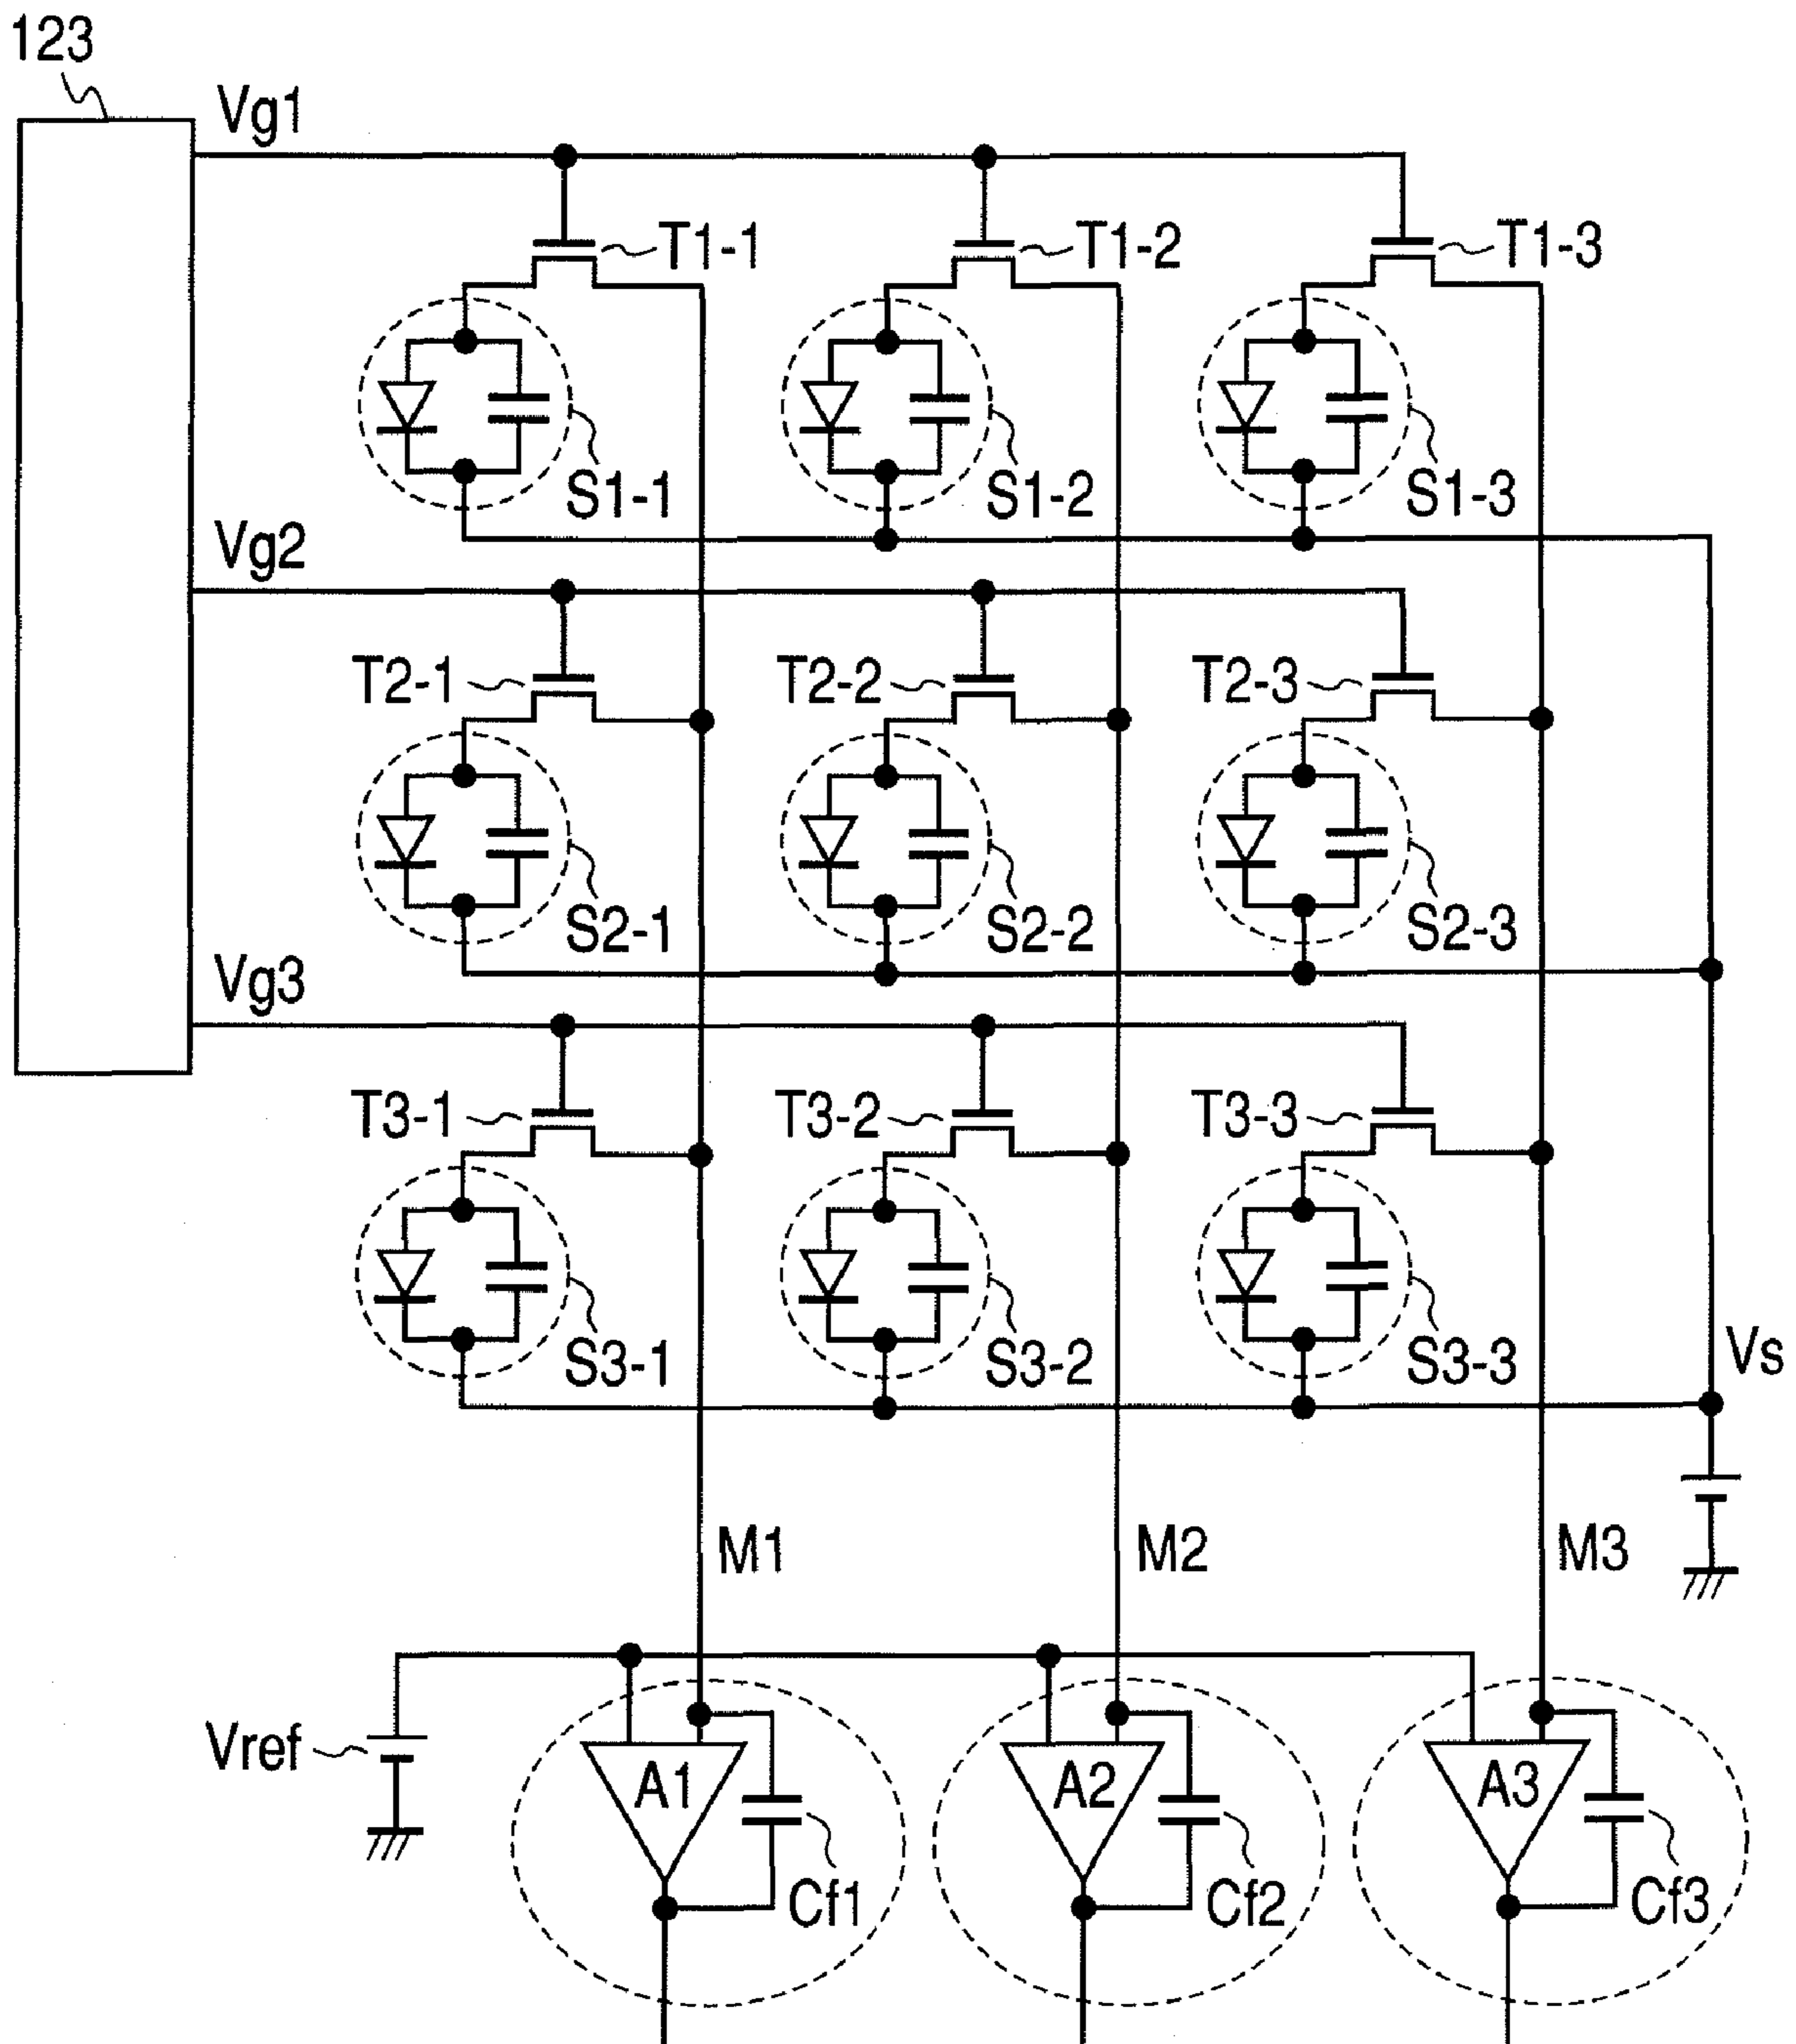 123
Vg1
T1-1
T1-2
T1-3
S1-1
S1-2
S1-3
Vg2
T2-1
T2-2
T2-3
S2-1
S2-2
S2-3
Vg3
T3-1
T3-2
T3-3
S3-1
S3-2
S3-3
Vs
M1
M2
M3
Vref
A1
A2
A3
Cf1
Cf2
Cf3